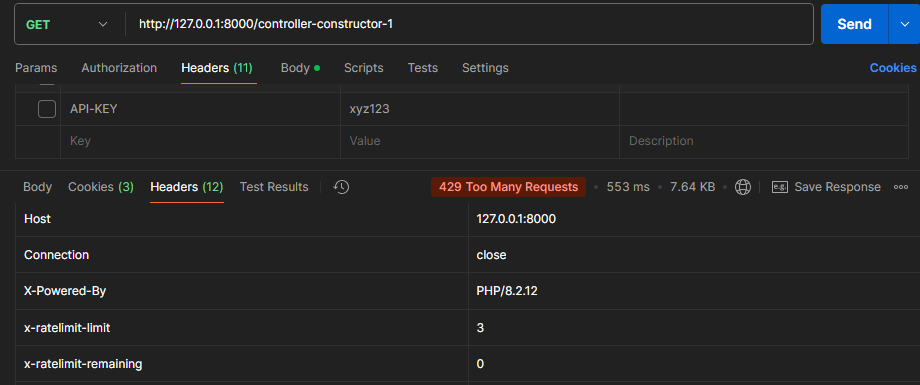 GET http://127.0.0.1:8000/controller-constructor-1 Send
Params Authorization Headers (11) Body Scripts Tests Settings Cookies
API-KEY xyz123
Key Value Description
Body Cookies (3) Headers (12) Test Results 429 Too Many Requests • 553 ms • 7.64 KB • e.g. Save Response
Host 127.0.0.1:8000
Connection close
X-Powered-By PHP/8.2.12
x-ratelimit-limit 3
x-ratelimit-remaining 0